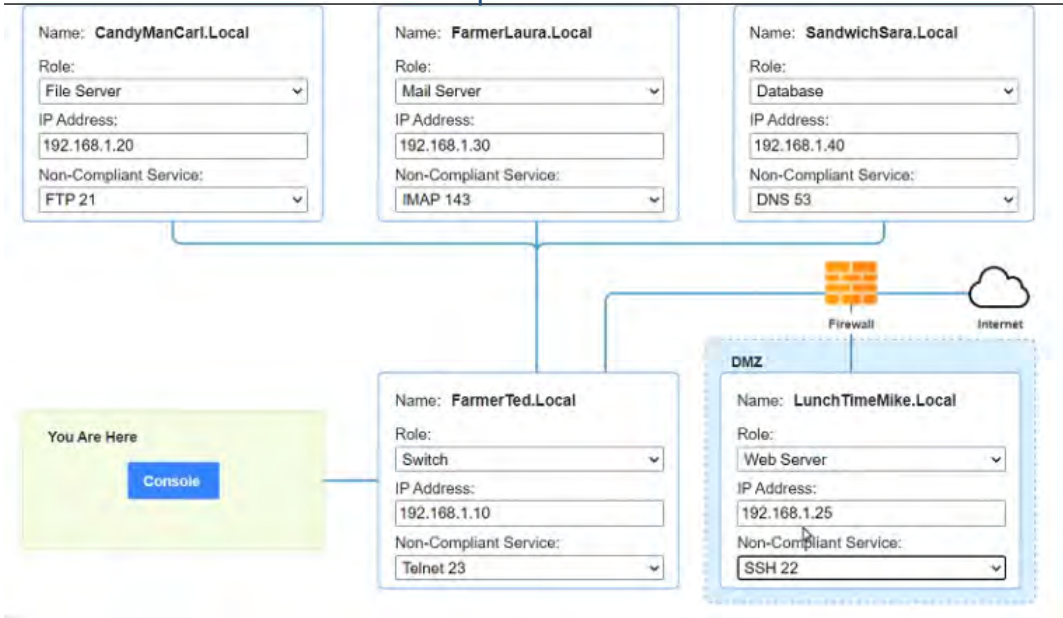 Name: CandyManCarl.Local
Role:
File Server
IP Address:
192.168.1.20
Non-Compliant Service:
FTP 21
Name: FarmerLaura.Local
Role:
Mail Server
IP Address:
192.168.1.30
Non-Compliant Service:
IMAP 143
Name: SandwichSara.Local
Role:
Database
IP Address:
192.168.1.40
Non-Compliant Service:
DNS 53
Firewall
Internet
You Are Here
Console
Name: FarmerTed.Local
Role:
Switch
IP Address:
192.168.1.10
Non-Compliant Service:
Telnet 23
DMZ
Name: LunchTimeMike.Local
Role:
Web Server
IP Address:
192.168.1.25
Non-Compliant Service:
SSH 22